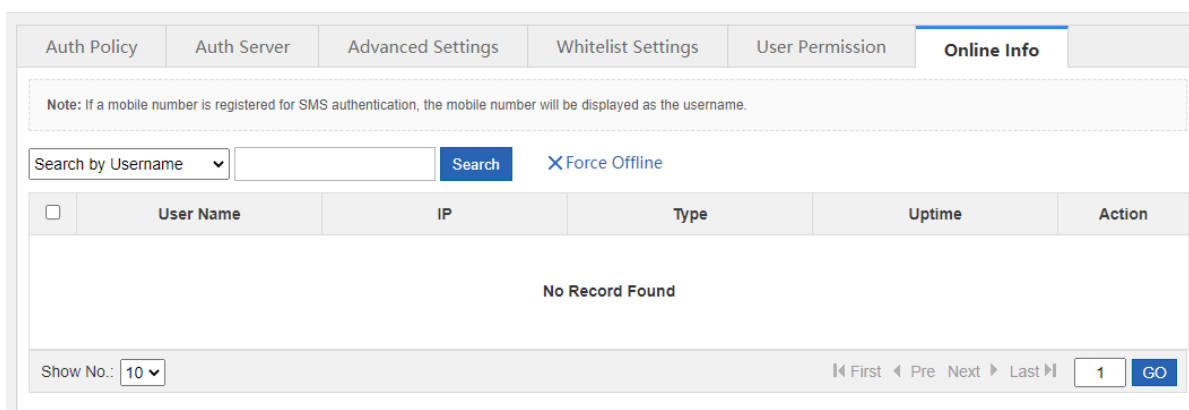 Auth Policy Auth Server Advanced Settings Whitelist Settings User Permission Online Info
Note: If a mobile number is registered for SMS authentication, the mobile number will be displayed as the username.
Search by Username Search Force Offline
User Name IP Type Uptime Action
No Record Found
Show No.: 10 First Pre Next Last 1 GO